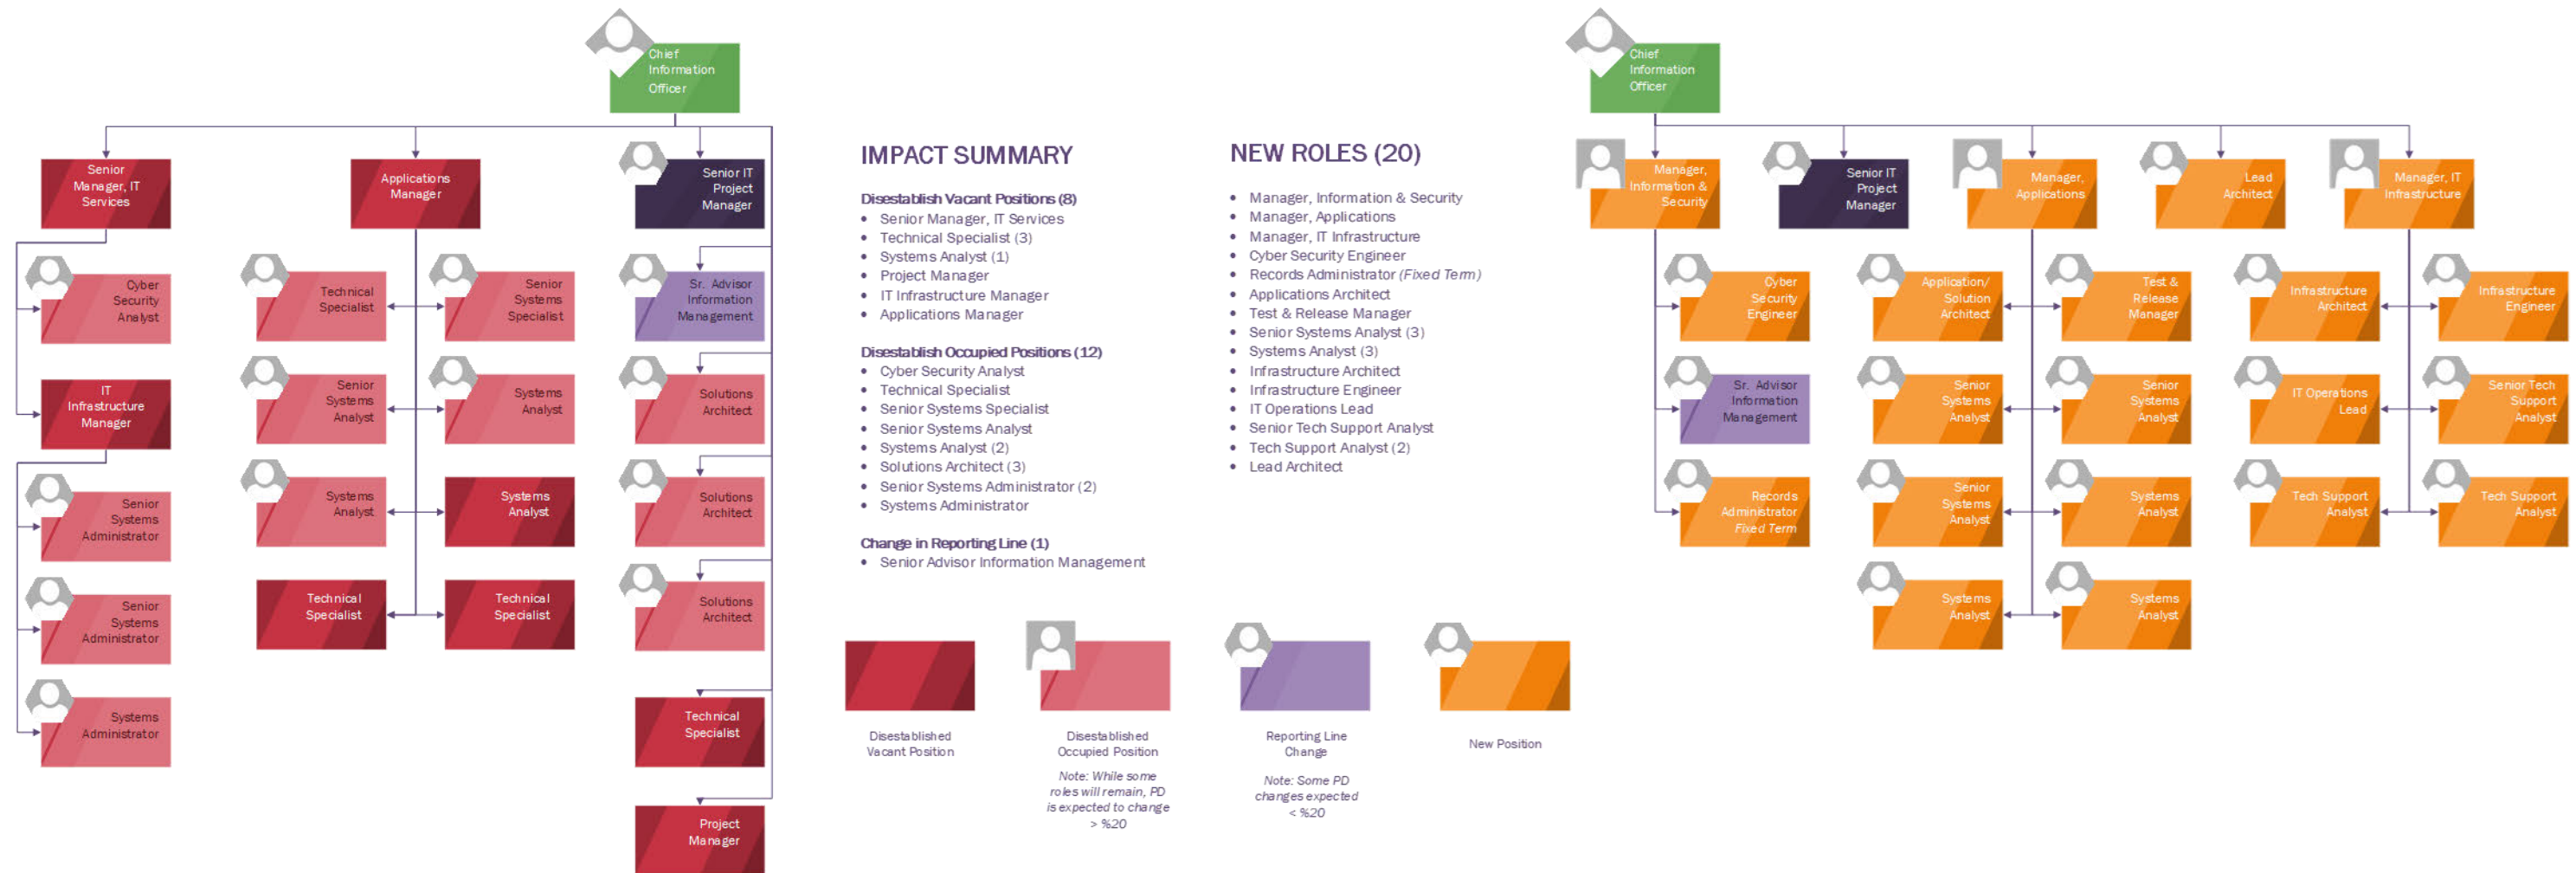 Chief
Information
Officer
Senior
Manager, IT
Services
Applications
Manager
Senior IT
Project
Manager
Cyber
Security
Analyst
Technical
Specialist
Senior
Systems
Specialist
Sr. Advisor
Information
Management
IT
Infrastructure
Manager
Senior
Systems
Analyst
Systems
Analyst
Solutions
Architect
Senior
Systems
Administrator
Systems
Analyst
Systems
Analyst
Solutions
Architect
Senior
Systems
Administrator
Technical
Specialist
Technical
Specialist
Solutions
Architect
Systems
Administrator
Technical
Specialist
Project
Manager
IMPACT SUMMARY
Disestablish Vacant Positions (8)
• Senior Manager, IT Services
• Technical Specialist (3)
• Systems Analyst (1)
• Project Manager
• IT Infrastructure Manager
• Applications Manager
Disestablish Occupied Positions (12)
• Cyber Security Analyst
• Technical Specialist
• Senior Systems Specialist
• Senior Systems Analyst
• Systems Analyst (2)
• Solutions Architect (3)
• Senior Systems Administrator (2)
• Systems Administrator
Change in Reporting Line (1)
• Senior Advisor Information Management
NEW ROLES (20)
• Manager, Information & Security
• Manager, Applications
• Manager, IT Infrastructure
• Cyber Security Engineer
• Records Administrator (Fixed Term)
• Applications Architect
• Test & Release Manager
• Senior Systems Analyst (3)
• Systems Analyst (3)
• Infrastructure Architect
• Infrastructure Engineer
• IT Operations Lead
• Senior Tech Support Analyst
• Tech Support Analyst (2)
• Lead Architect
Disestablished
Vacant Position
Disestablished
Occupied Position
Note: While some
roles will remain, PD
is expected to change
> %20
Reporting Line
Change
Note: Some PD
changes expected
< %20
New Position
Chief
Information
Officer
Manager,
Information &
Security
Senior IT
Project
Manager
Manager,
Applications
Lead
Architect
Manager, IT
Infrastructure
Cyber
Security
Engineer
Application/
Solution
Architect
Test &
Release
Manager
Infrastructure
Architect
Infrastructure
Engineer
Sr. Advisor
Information
Management
Senior
Systems
Analyst
Senior
Systems
Analyst
IT Operations
Lead
Senior Tech
Support
Analyst
Records
Administrator
Fixed Term
Senior
Systems
Analyst
Systems
Analyst
Tech Support
Analyst
Tech Support
Analyst
Systems
Analyst
Systems
Analyst